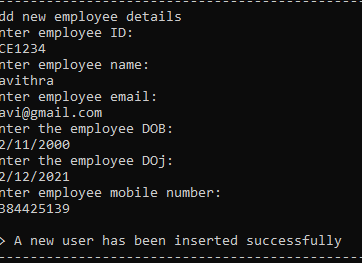 dd new employee details
nter employee ID:
CE1234
nter employee name:
avithra
nter employee email:
avi@gmail.com
nter the employee DOB:
2/11/2000
nter the employee DOj:
2/12/2021
nter employee mobile number:
384425139
> A new user has been inserted successfully